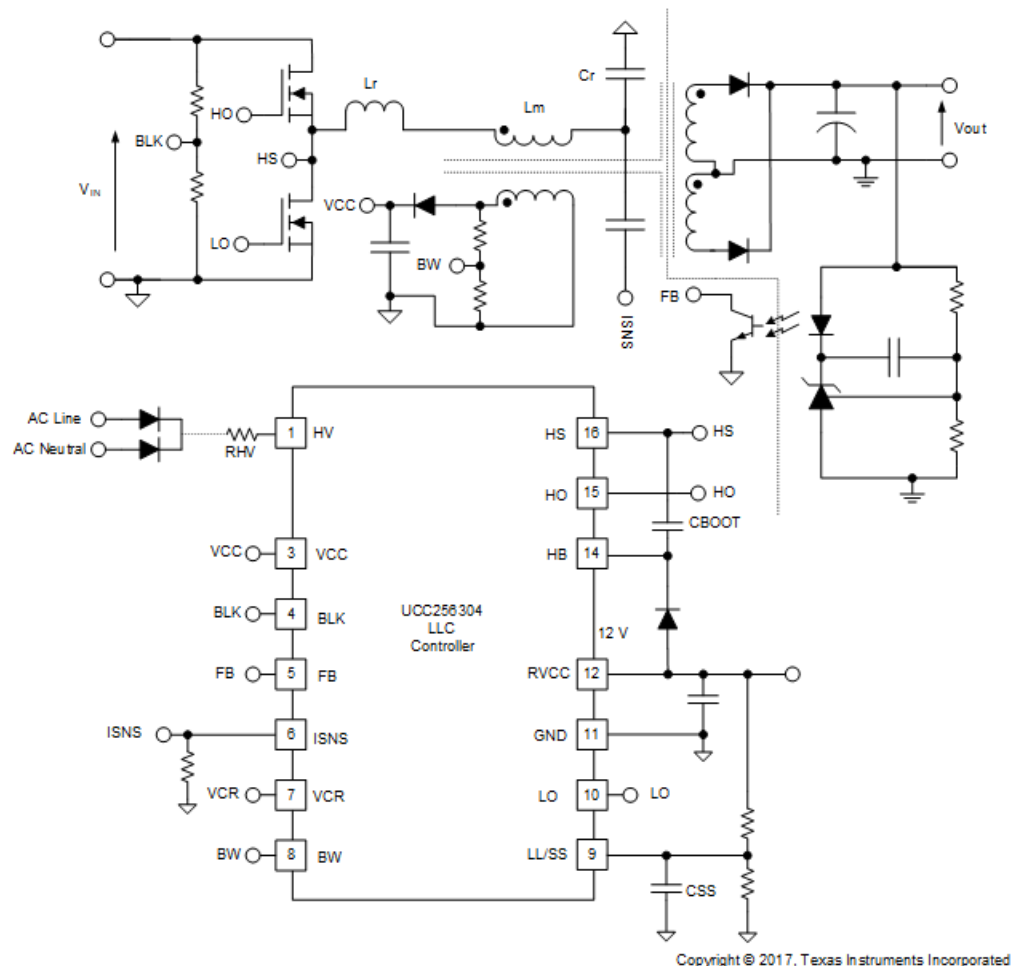 Lr
Cr
Lm
HO
BLK
HS
Vout
VIN
VCC
LO
BW
ISNS
FB
AC Line
AC Neutral
RHV
1
HV
HS
16
HS
HO
15
HO
CBOOT
VCC
3
VCC
HB
14
BLK
4
BLK
UCC256304
LLC
Controller
12 V
FB
5
FB
RVCC
12
ISNS
6
ISNS
GND
11
VCR
7
VCR
LO
10
LO
BW
8
BW
LL/SS
9
CSS
Copyright © 2017, Texas Instruments Incorporated